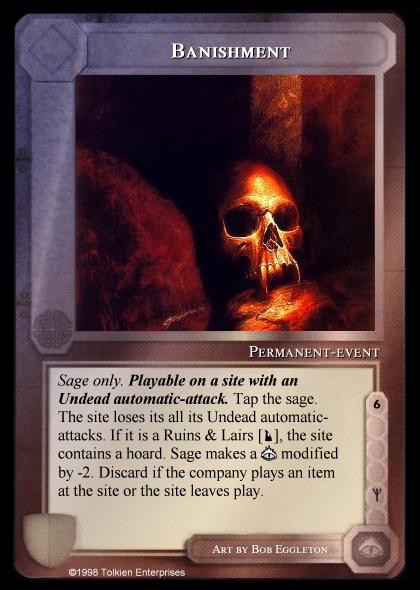 BANISHMENT
PERMANENT-EVENT
Sage only. Playable on a site with an
Undead automatic-attack. Tap the sage.
The site loses its all its Undead automatic-
attacks. If it is a Ruins & Lairs [], the site
contains a hoard. Sage makes a modified
by -2. Discard if the company plays an item
at the site or the site leaves play.
6
ART BY BOB EGGLETON
©1998 Tolkien Enterprises